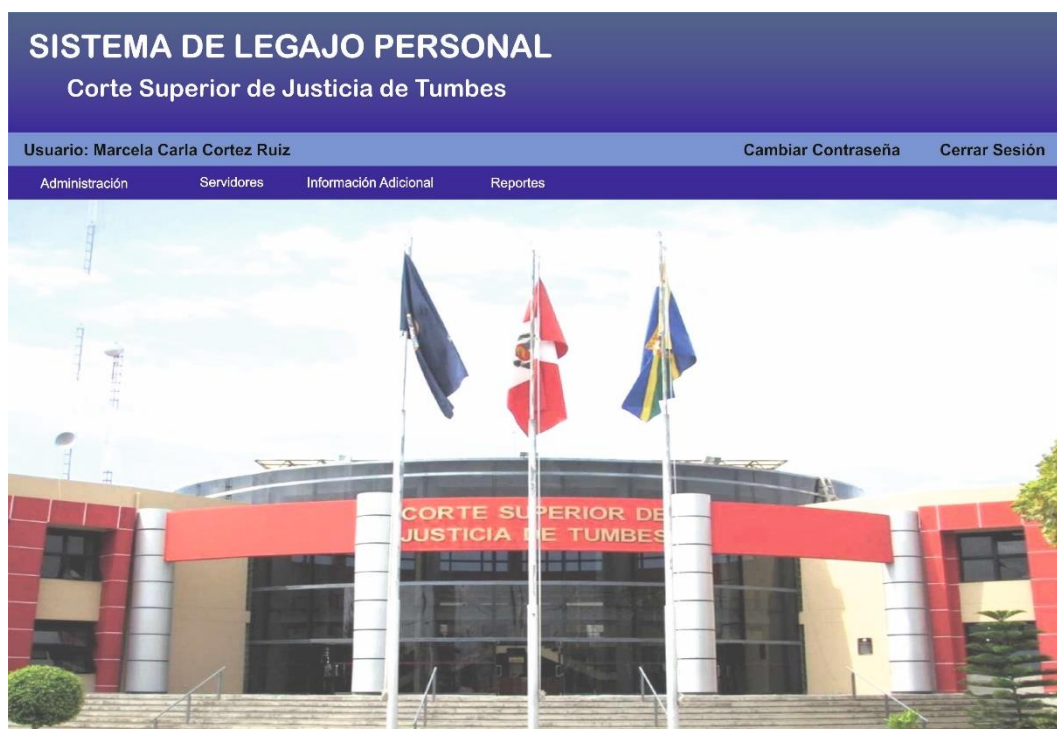 SISTEMA DE LEGAJO PERSONAL
Corte Superior de Justicia de Tumbes
Usuario: Marcela Carla Cortez Ruiz Cambiar Contraseña Cerrar Sesión
Administración Servidores Información Adicional Reportes
CORTE SUPERIOR DE
JUSTICIA DE TUMBES